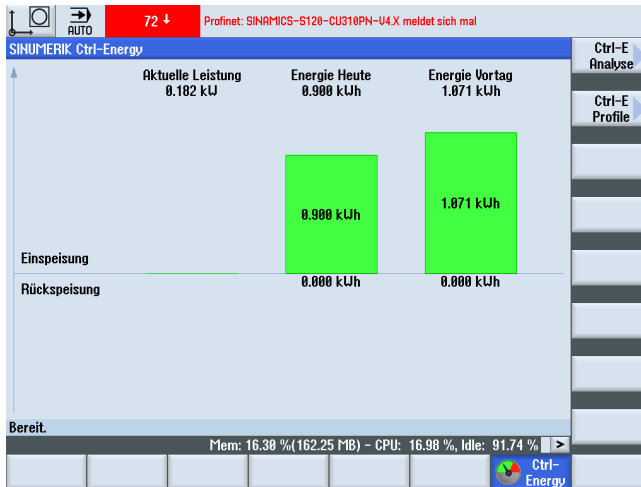 AUTO
72
Profinet: SINAMICS-S120-CU310PN-V4.X meldet sich mal
SINUMERIK Ctrl-Energy
Ctrl-E
Analyse
Ctrl-E
Profile
Aktuelle Leistung
0.182 kW
Energie Heute
0.900 kWh
Energie Vortag
1.071 kWh
0.900 kWh
1.071 kWh
Einspeisung
Rückspeisung
0.000 kWh
0.000 kWh
Bereit.
Mem: 16.30 %(162.25 MB) - CPU: 16.98 %, Idle: 91.74 % >
Ctrl-
Energy